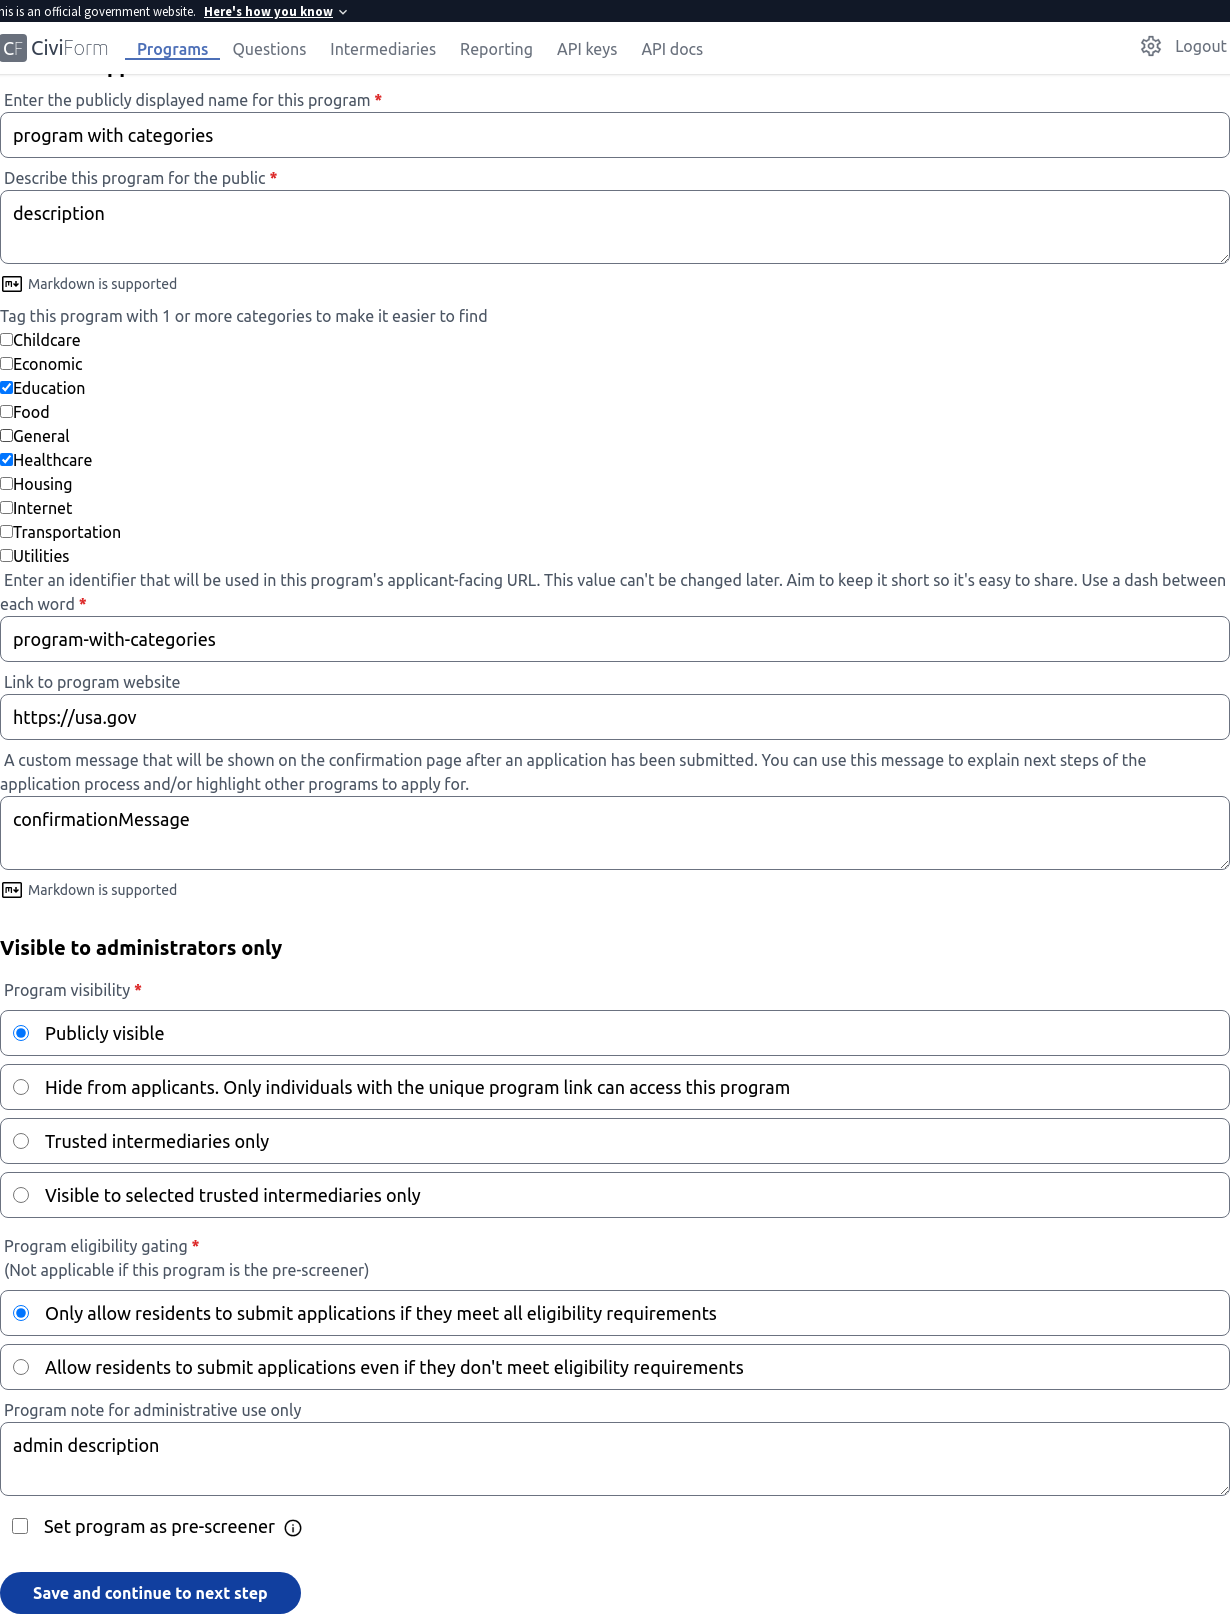 his is an official government website. Here's how you know
CF CiviForm Programs Questions Intermediaries Reporting API keys API docs Logout
Enter the publicly displayed name for this program *
program with categories
Describe this program for the public *
description
Markdown is supported
Tag this program with 1 or more categories to make it easier to find
Childcare
Economic
Education
Food
General
Healthcare
Housing
Internet
Transportation
Utilities
Enter an identifier that will be used in this program's applicant-facing URL. This value can't be changed later. Aim to keep it short so it's easy to share. Use a dash between
each word *
program-with-categories
Link to program website
https://usa.gov
A custom message that will be shown on the confirmation page after an application has been submitted. You can use this message to explain next steps of the
application process and/or highlight other programs to apply for.
confirmationMessage
Markdown is supported
Visible to administrators only
Program visibility *
Publicly visible
Hide from applicants. Only individuals with the unique program link can access this program
Trusted intermediaries only
Visible to selected trusted intermediaries only
Program eligibility gating *
(Not applicable if this program is the pre-screener)
Only allow residents to submit applications if they meet all eligibility requirements
Allow residents to submit applications even if they don't meet eligibility requirements
Program note for administrative use only
admin description
Set program as pre-screener
Save and continue to next step